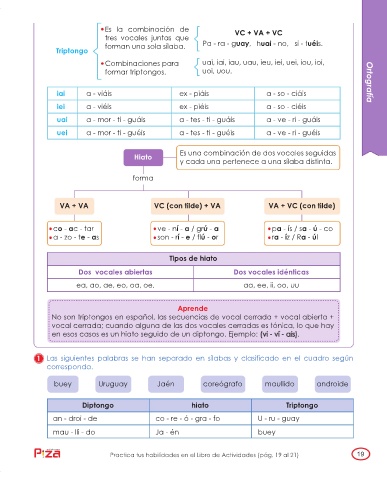 • Es la combinación de
tres vocales juntas que
forman una sola sílaba.
VC + VA + VC
Pa - ra - guay, huai - no, si - tuéis.
Triptongo
• Combinaciones para
formar triptongos.
uai, iai, iau, uau, ieu, iei, uei, iou, ioi,
uoi, uou.
Ortografía
iai a - viáis ex - piáis a - so - ciáis
iei a - viéis ex - piéis a - so - ciéis
uai a - mor - ti - guáis a - tes - ti - guáis a - ve - ri - guáis
uei a - mor - ti - guéis a - tes - ti - guáis a - ve - ri - guéis
Hiato
Es una combinación de dos vocales seguidas
y cada una pertenece a una sílaba distinta.
forma
VA + VA VC (con tilde) + VA VA + VC (con tilde)
• co - ac - tar • ve - ní - a / grú - a • pa - ís / sa - ú - co
• a - zo - te - as • son - rí - e / flú - or • ra - íz / Ra - úl
Tipos de hiato
Dos vocales abiertas Dos vocales idénticas
ea, ao, ae, eo, oa, oe. aa, ee, ii, oo, uu
Aprende
No son triptongos en español, las secuencias de vocal cerrada + vocal abierta +
vocal cerrada; cuando alguna de las dos vocales cerradas es tónica, lo que hay
en esos casos es un hiato seguido de un diptongo. Ejemplo: (vi - ví - ais).
1 Las siguientes palabras se han separado en sílabas y clasificado en el cuadro según
corresponda.
buey Uruguay Jaén coreógrafo maullido androide
Diptongo hiato Triptongo
an - droi - de co - re - ó - gra - fo U - ru - guay
mau - lli - do Ja - én buey
Pizza
Practica tus habilidades en el Libro de Actividades (pág. 19 al 21)
19